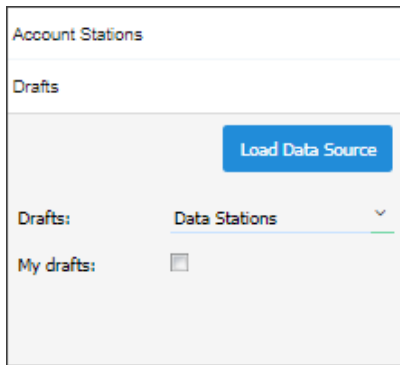 Account Stations
Drafts
Load Data Source
Drafts: Data Stations
My drafts: